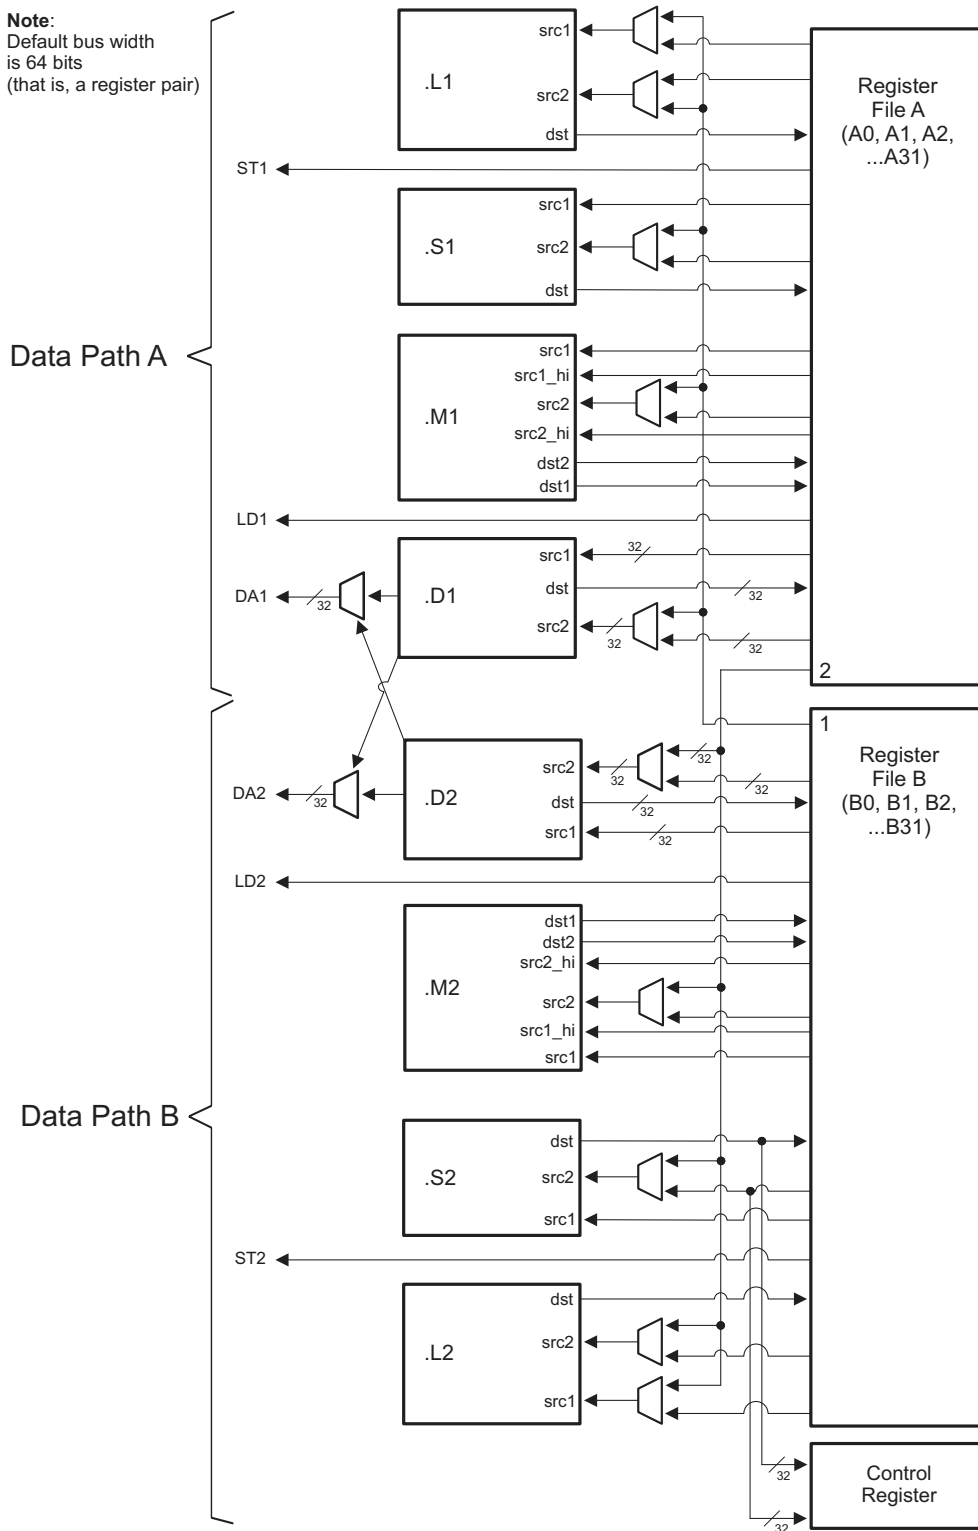 Note:
Default bus width
is 64 bits
(that is, a register pair)
src1
.L1
src2
dst
Register
File A
(A0, A1, A2,
...A31)
ST1
src1
.S1
src2
dst
Data Path A
src1
src1_hi
.M1
src2
src2_hi
dst2
dst1
LD1
src1
32
.D1
dst
32
DA1
32
src2
32
32
2
1
Register
File B
(B0, B1, B2,
...B31)
src2
32
32
32
DA2
32
.D2
dst
32
src1
32
LD2
dst1
dst2
src2_hi
.M2
src2
src1_hi
src1
Data Path B
dst
.S2
src2
src1
ST2
dst
.L2
src2
src1
32
Control
Register
32